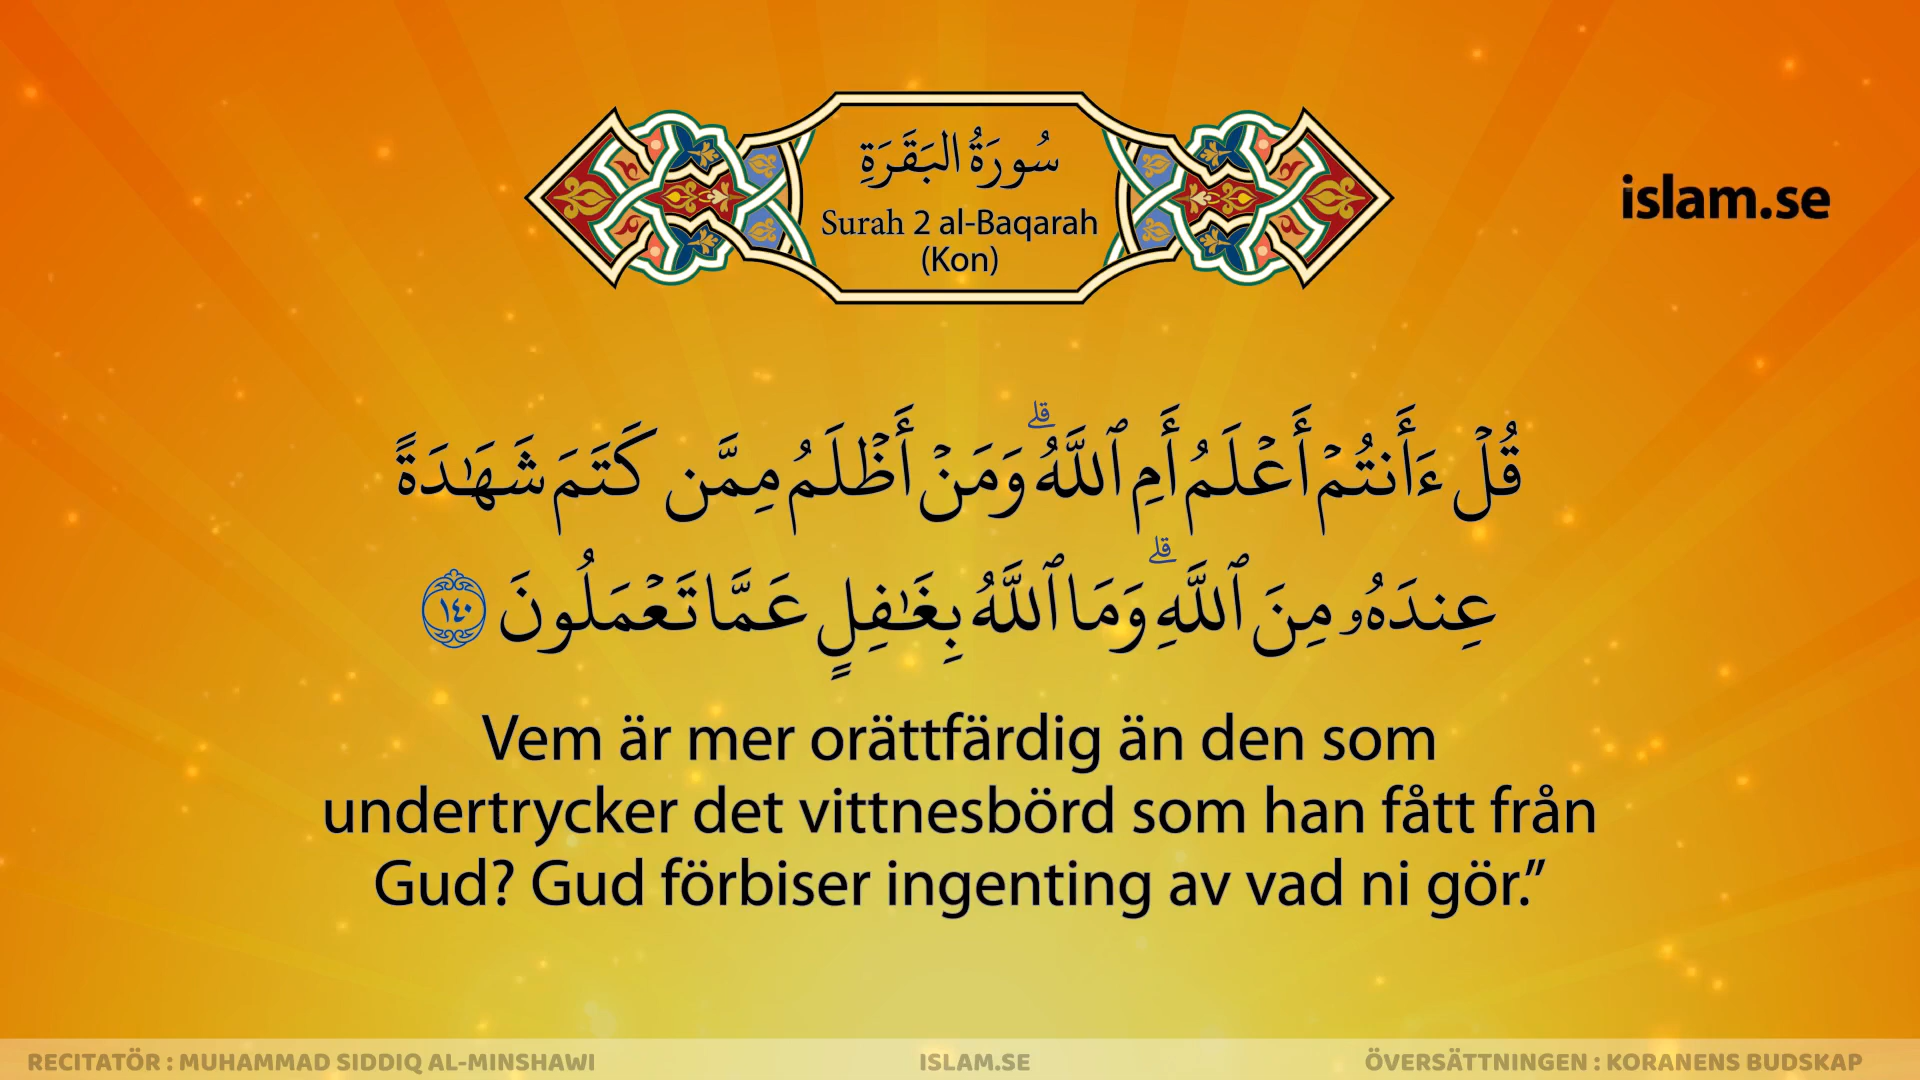 سُورَةُ البَقَرَةِ
Surah 2 al-Baqarah
(Kon)
islam.se
قُلْ ءَأَنتُمْ أَعْلَمُ أَمِ ٱللَّهُ ۗ وَمَنْ أَظْلَمُ مِمَّن كَتَمَ شَهَـٰدَةً
عِندَهُۥ مِنَ ٱللَّهِ ۗ وَمَا ٱللَّهُ بِغَـٰفِلٍ عَمَّا تَعْمَلُونَ ١٤٠
Vem är mer orättfärdig än den som
undertrycker det vittnesbörd som han fått från
Gud? Gud förbiser ingenting av vad ni gör.”
RECITATÖR : MUHAMMAD SIDDIQ AL-MINSHAWI
ISLAM.SE
ÖVERSÄTTNINGEN : KORANENS BUDSKAP